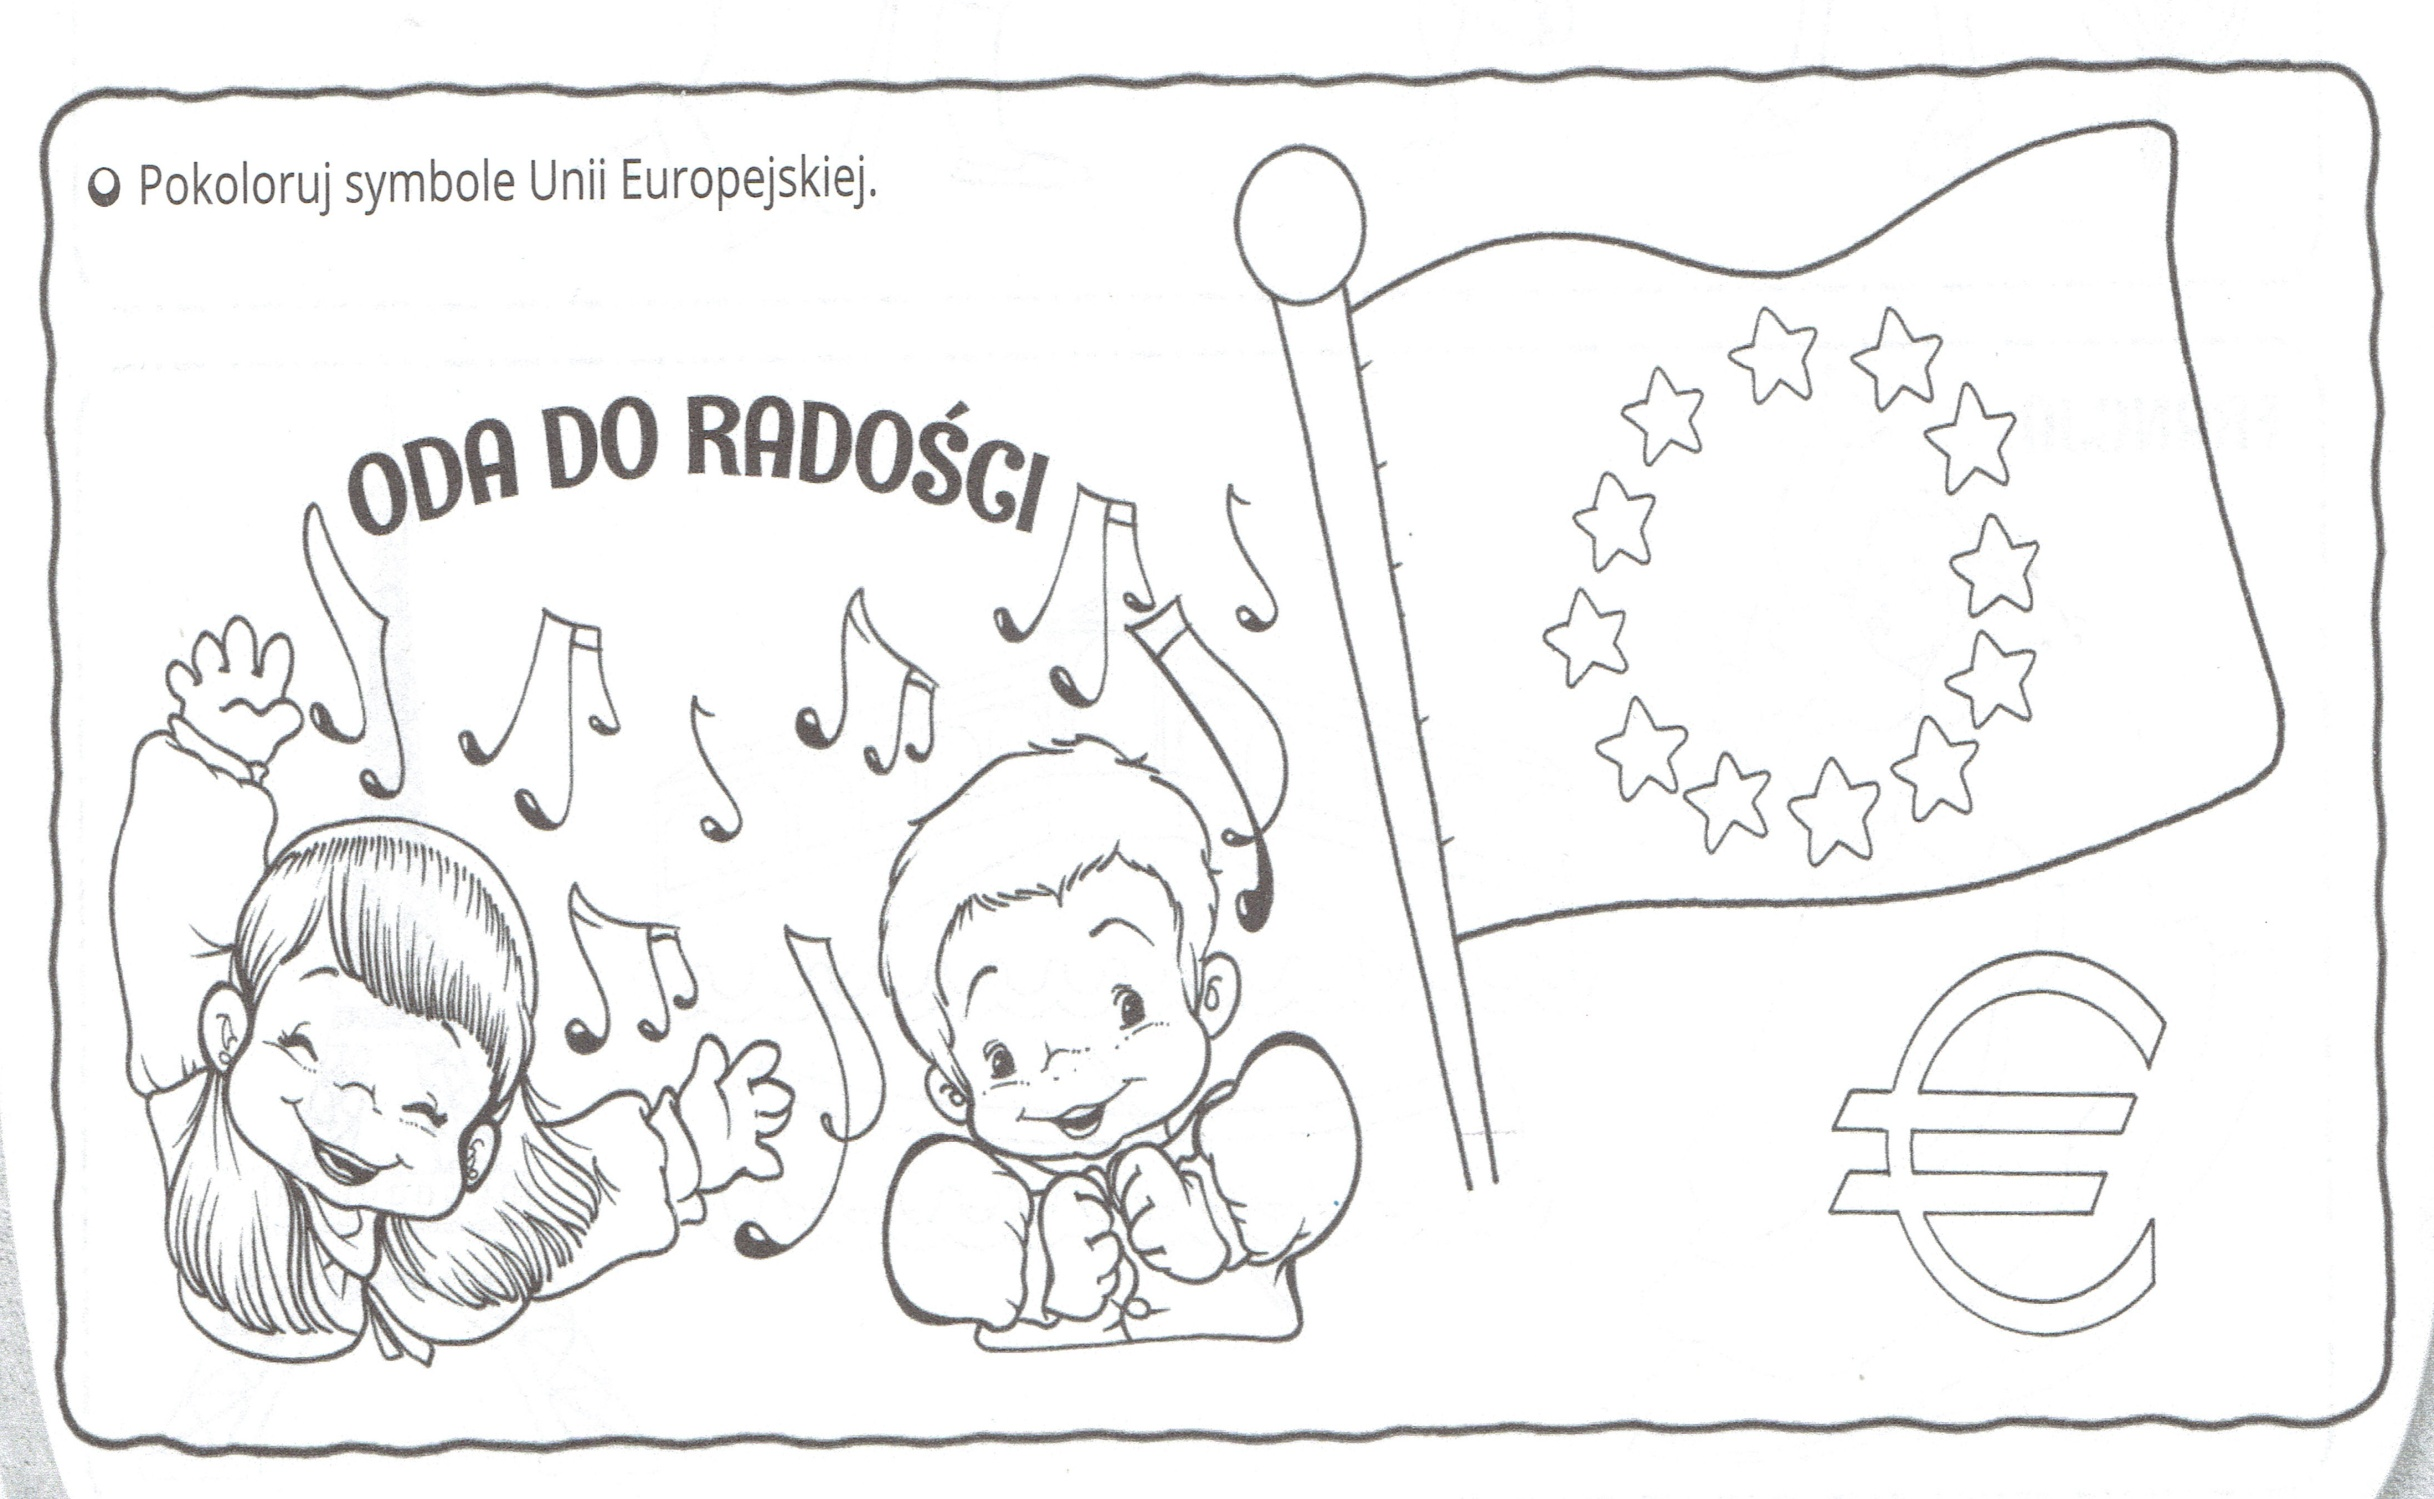 Pokoloruj symbole Unii Europejskiej.
ODA DO RADOŚCI
€